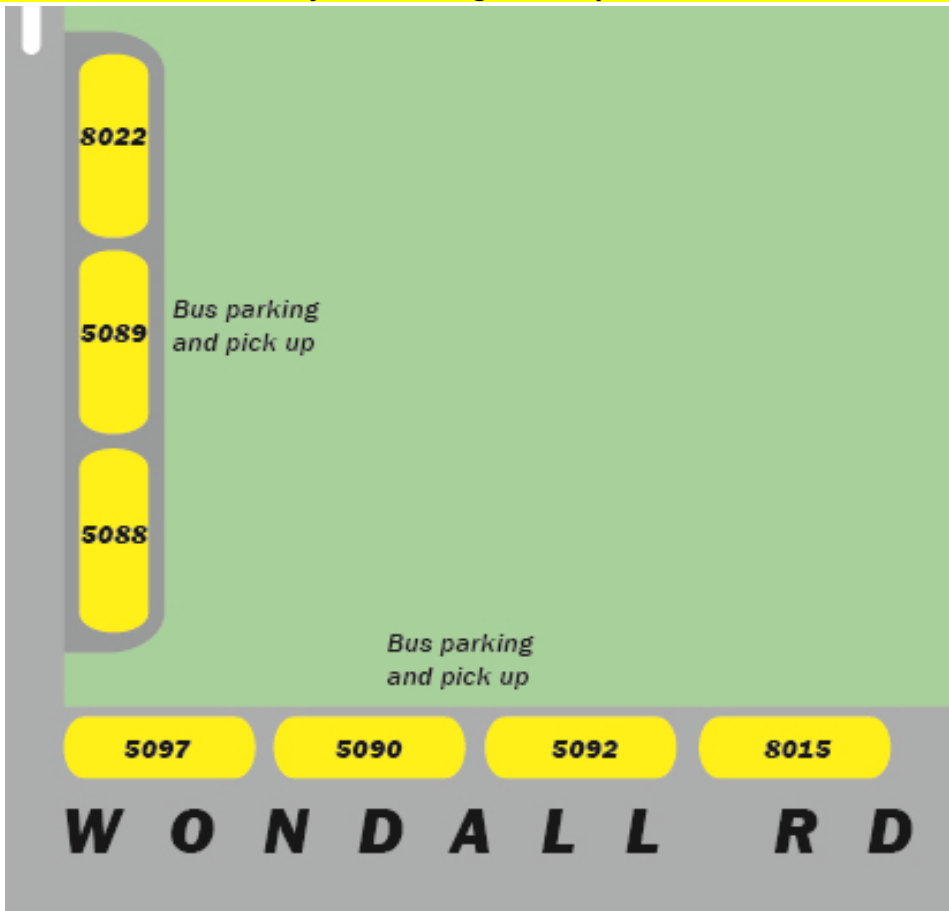 8022
Bus parking
and pick up
5089
5088
Bus parking
and pick up
5097 5090 5092 8015
WONDALL RD